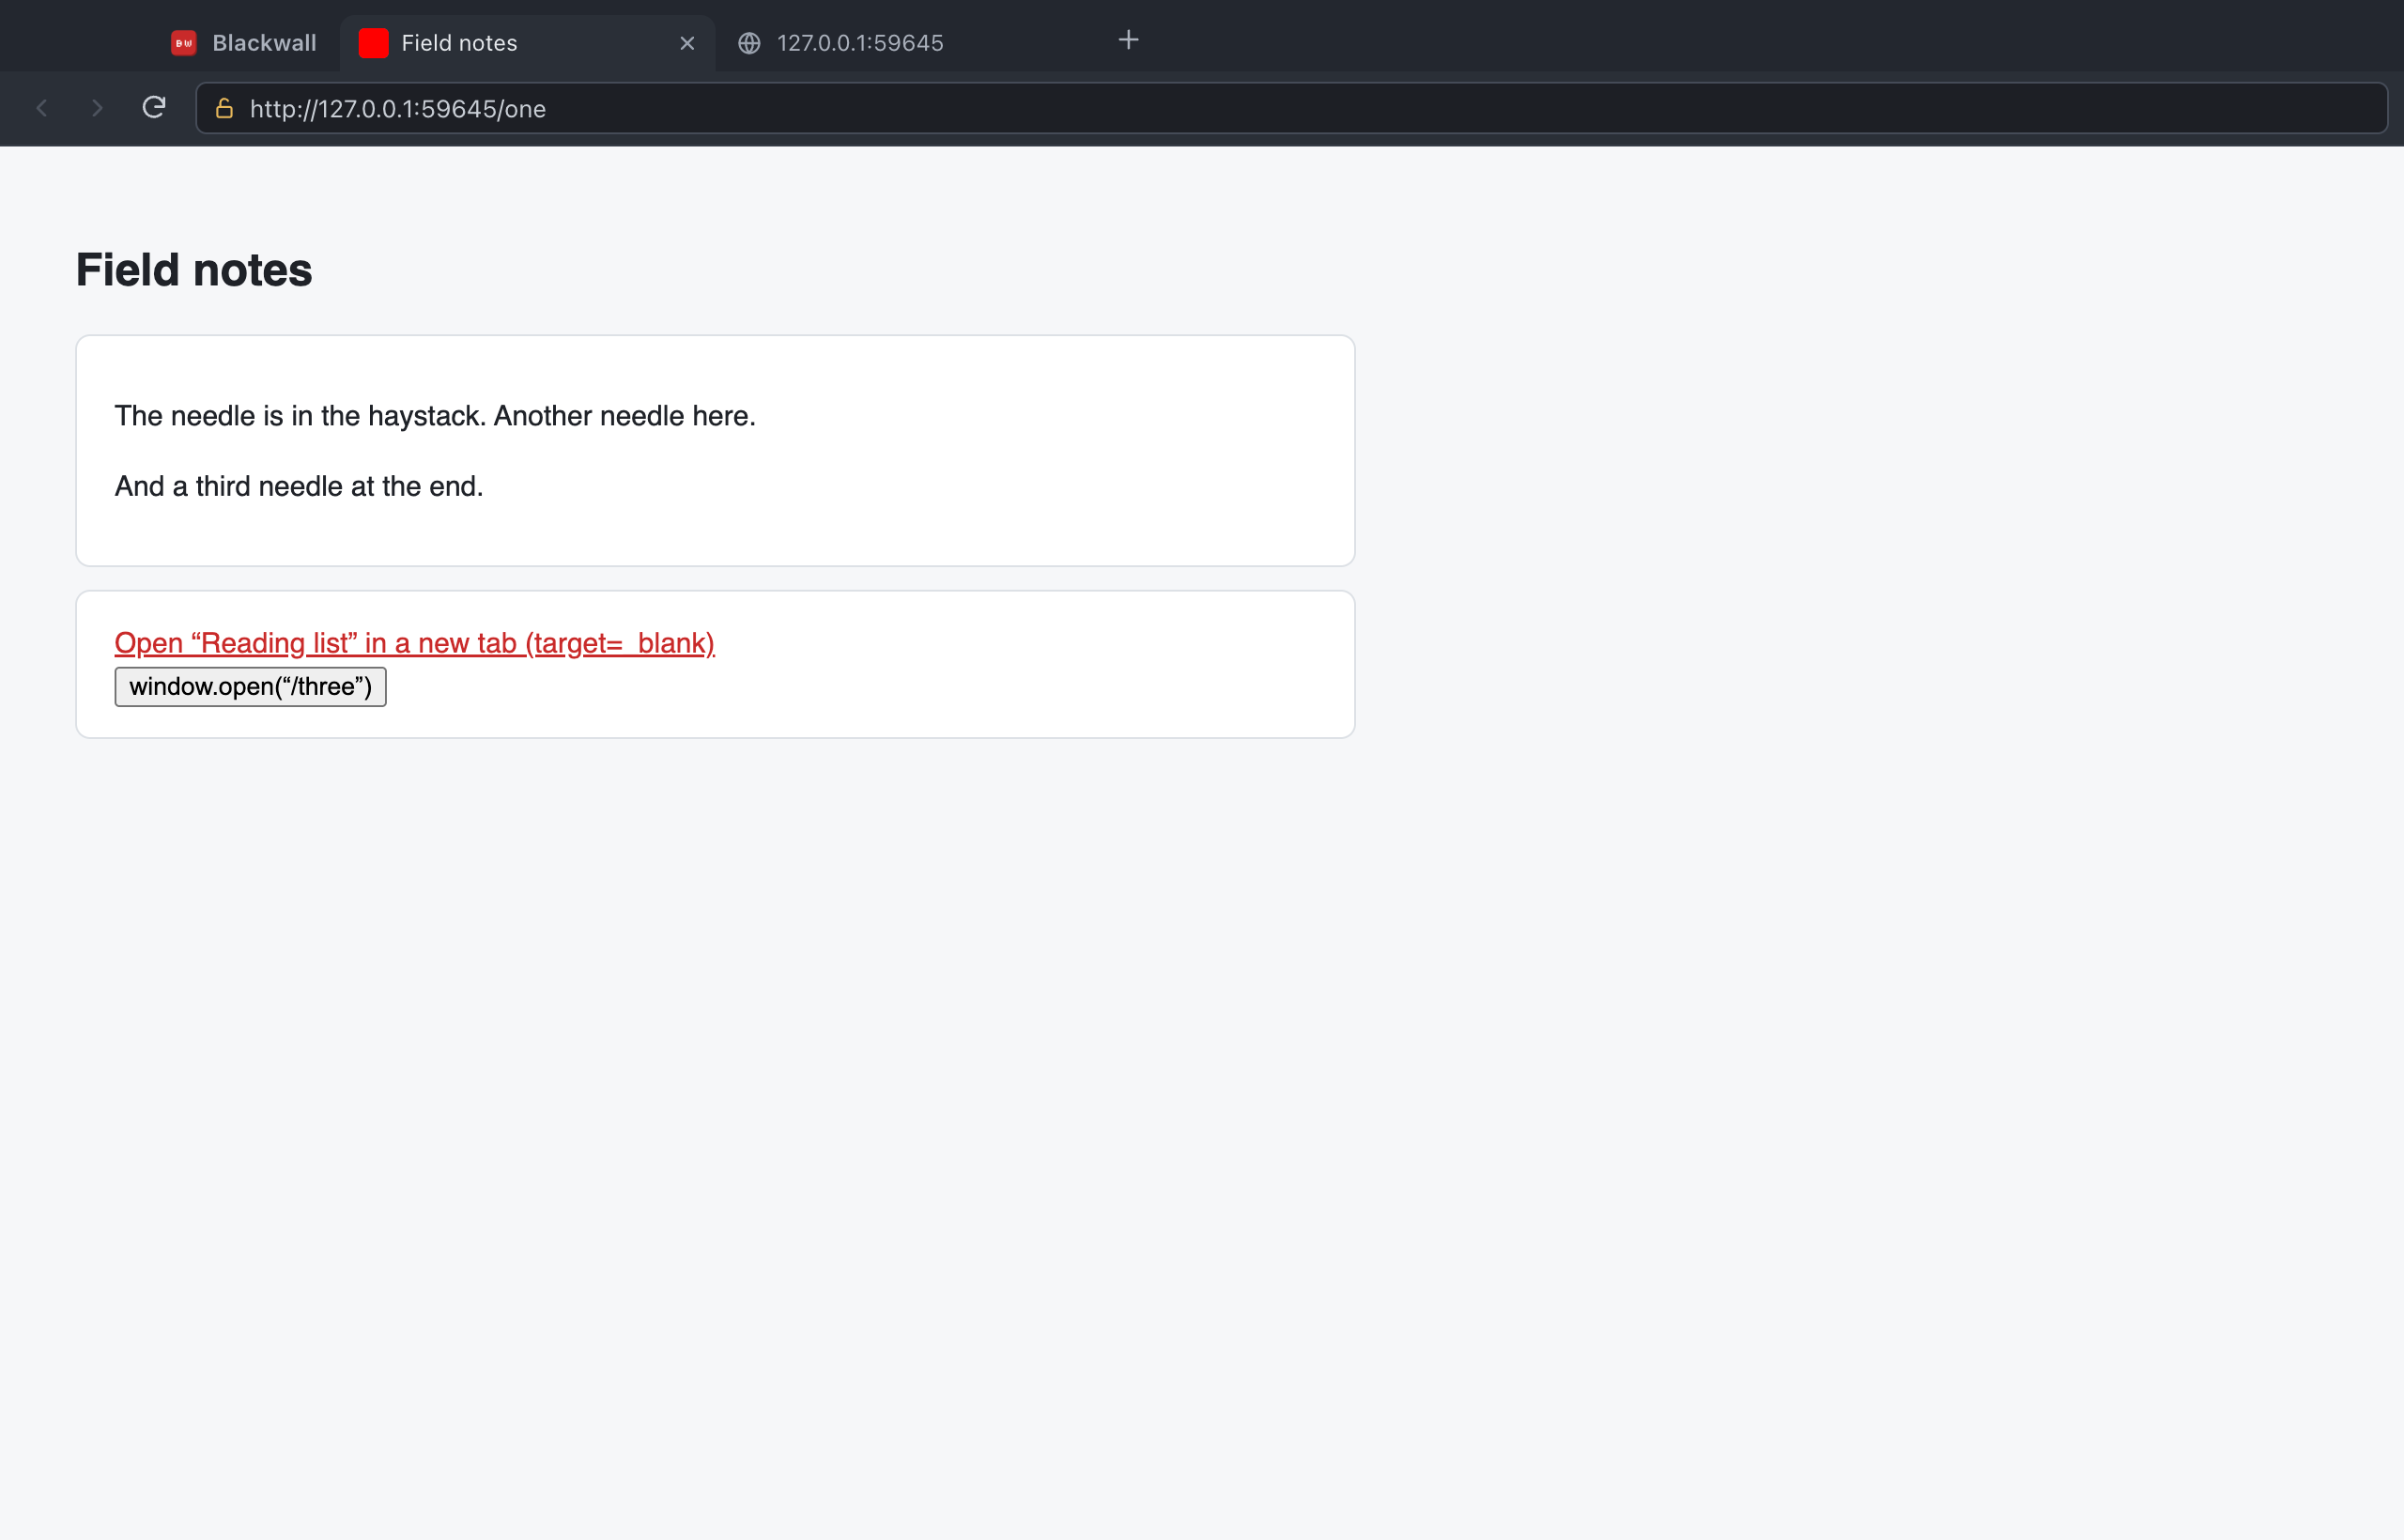 BW Blackwall Field notes 127.0.0.1:59645
http://127.0.0.1:59645/one
Field notes
The needle is in the haystack. Another needle here.
And a third needle at the end.
Open “Reading list” in a new tab (target=_blank)
window.open(“/three”)